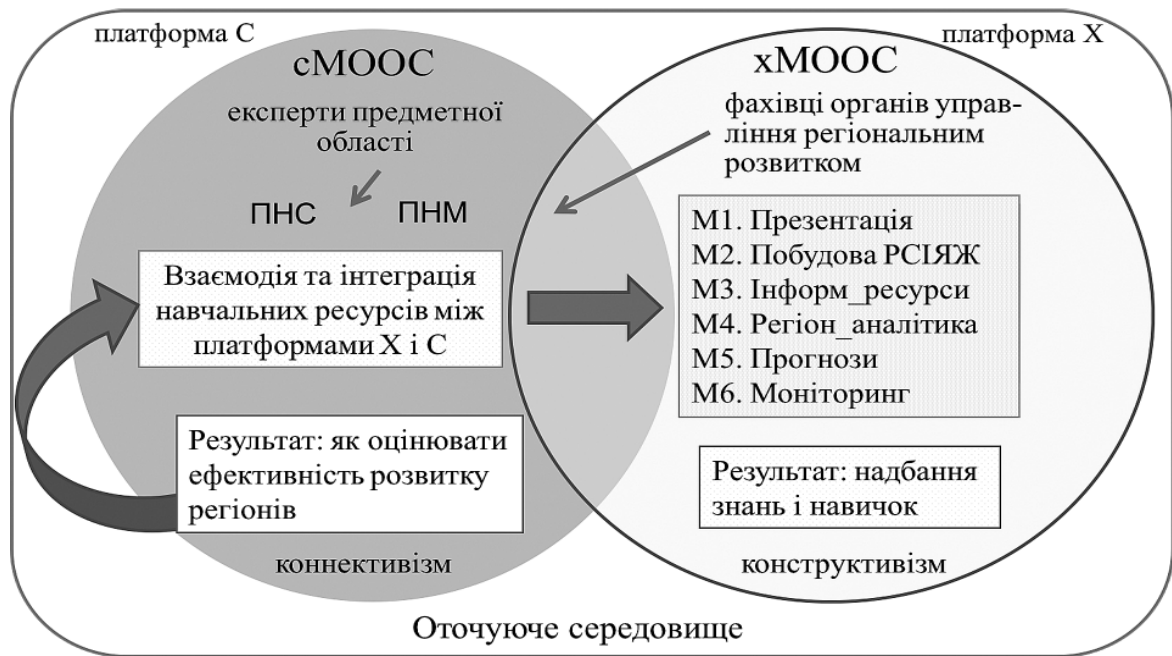 платформа С
платформа Х
сМООС
експерти предметної
області
ПНС
ПНМ
Взаємодія та інтеграція
навчальних ресурсів між
платформами Х і С
Результат: як оцінювати
ефективність розвитку
регіонів
коннективізм
хМООС
фахівці органів управ-
ління регіональним
розвитком
М1. Презентація
М2. Побудова РСІЯЖ
М3. Інформ_ресурси
М4. Регіон_аналітика
М5. Прогнози
М6. Моніторинг
Результат: надбання
знань і навичок
конструктивізм
Оточуюче середовище